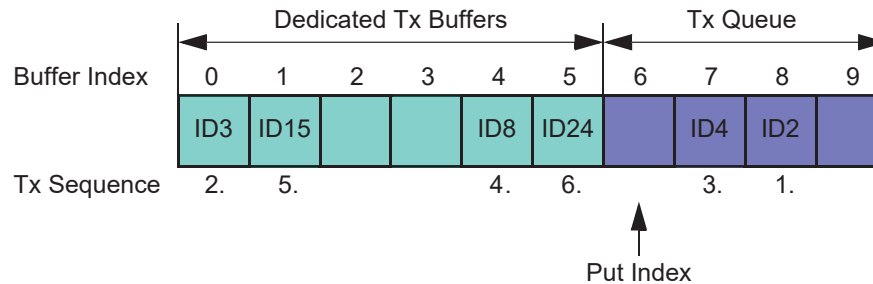 Dedicated Tx Buffers Tx Queue
Buffer Index 0 1 2 3 4 5 6 7 8 9
ID3 ID15 ID8 ID24 ID4 ID2
Tx Sequence 2. 5. 4. 6. 3. 1.
Put Index